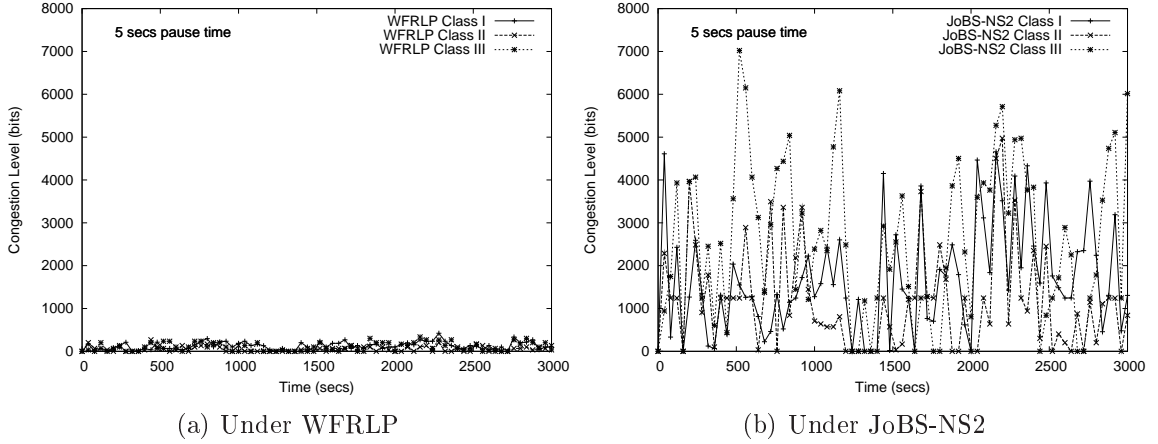 8000
7000
6000
5000
4000
3000
2000
1000
0
Congestion Level (bits)
5 secs pause time
WFRLP Class I
WFRLP Class II
WFRLP Class III
0 500 1000 1500 2000 2500 3000
Time (secs)
(a) Under WFRLP
8000
7000
6000
5000
4000
3000
2000
1000
0
Congestion Level (bits)
5 secs pause time
JoBS-NS2 Class I
JoBS-NS2 Class II
JoBS-NS2 Class III
0 500 1000 1500 2000 2500 3000
Time (secs)
(b) Under JoBS-NS2